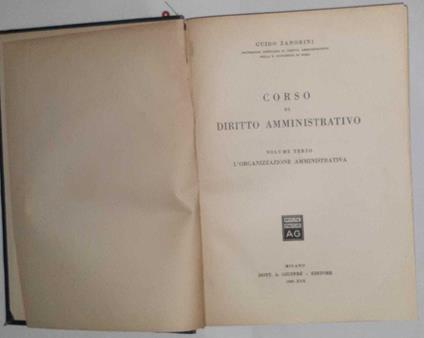 GUIDO ZANOBINI
CORSO
DI
DIRITTO AMMINISTRATIVO
VOLUME TERZO
L'ORGANIZZAZIONE AMMINISTRATIVA
AG
MILANO
DOTT. A. GIUFFRÈ - EDITORE